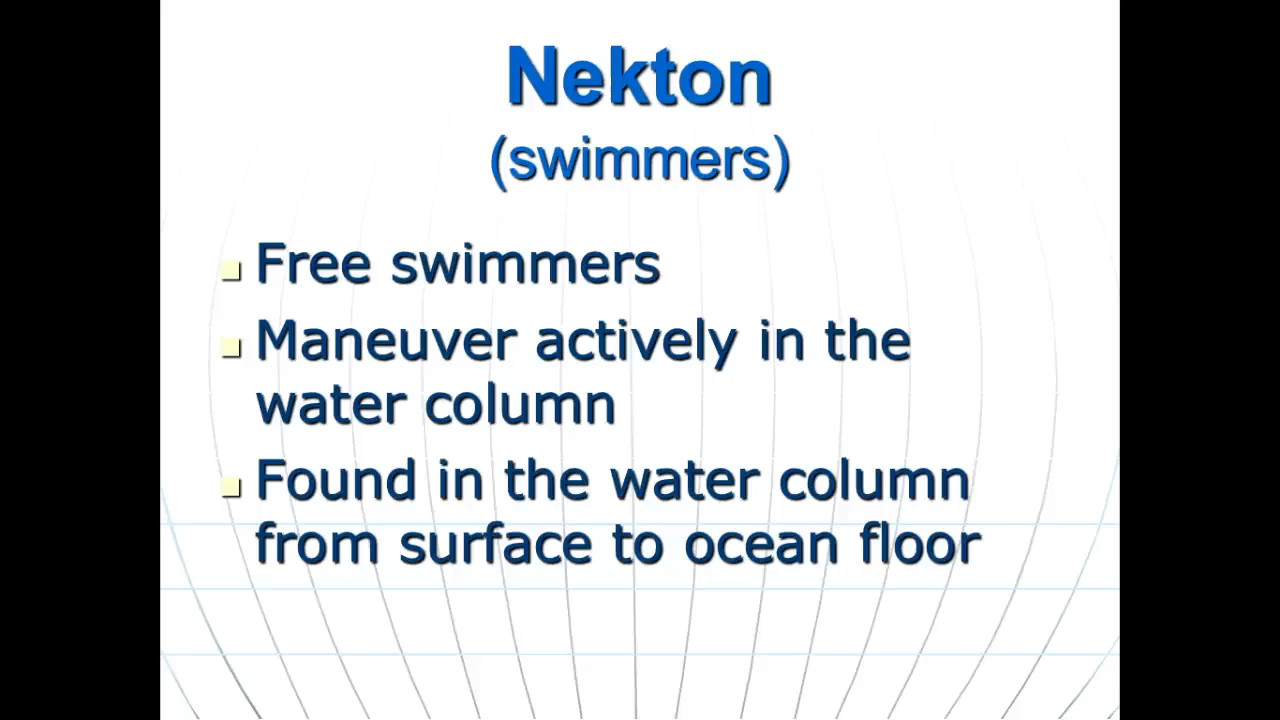 Nekton
(swimmers)
Free swimmers
Maneuver actively in the
water column
Found in the water column
from surface to ocean floor